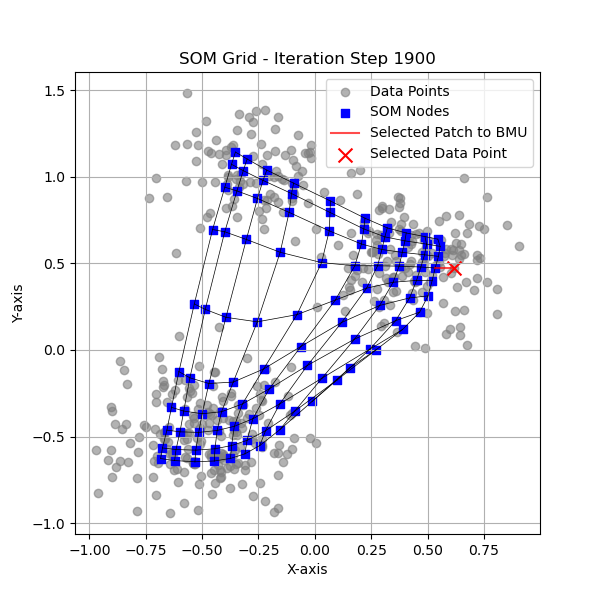 SOM Grid - Iteration Step 1900
Data Points
SOM Nodes
Selected Patch to BMU
Selected Data Point
Y-axis
1.5
1.0
0.5
0.0
−0.5
−1.0
−1.00
−0.75
−0.50
−0.25
0.00
0.25
0.50
0.75
X-axis